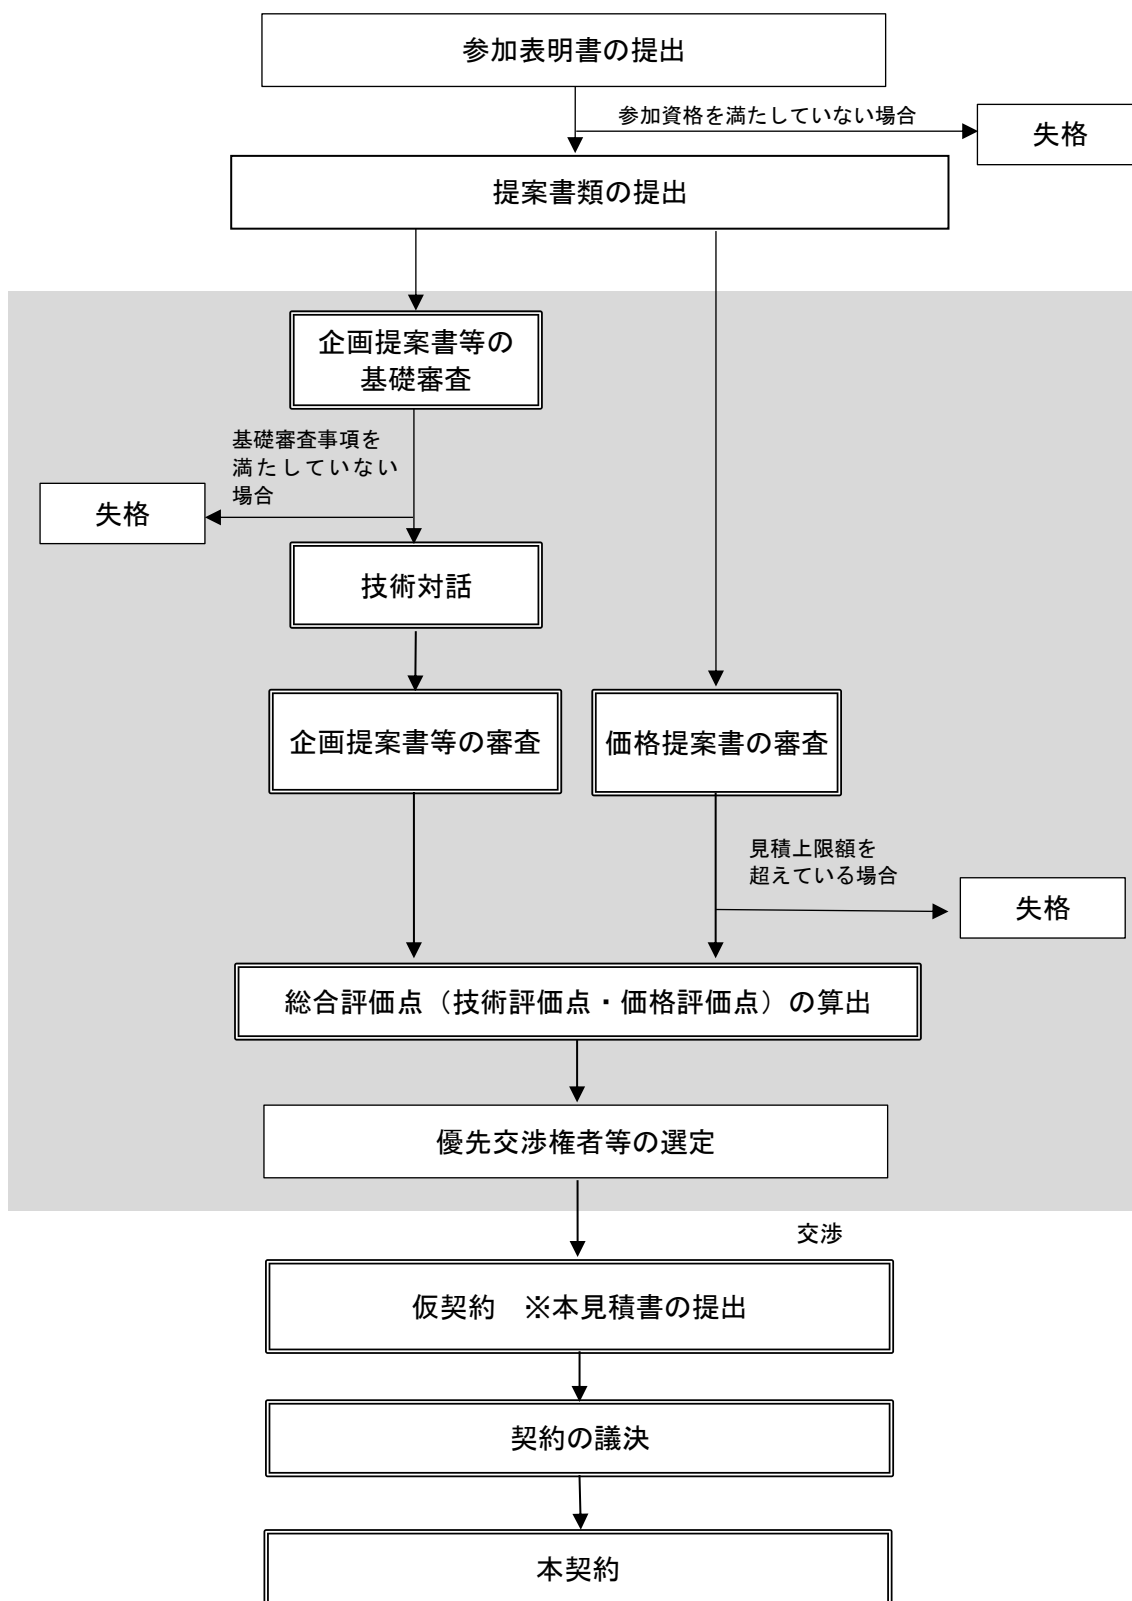 参加表明書の提出
参加資格を満たしていない場合
失格
提案書類の提出
企画提案書等の
基礎審査
基礎審査事項を
満たしていない
場合
失格
技術対話
企画提案書等の審査
価格提案書の審査
見積上限額を
超えている場合
失格
総合評価点（技術評価点・価格評価点）の算出
優先交渉権者等の選定
交渉
仮契約　※本見積書の提出
契約の議決
本契約